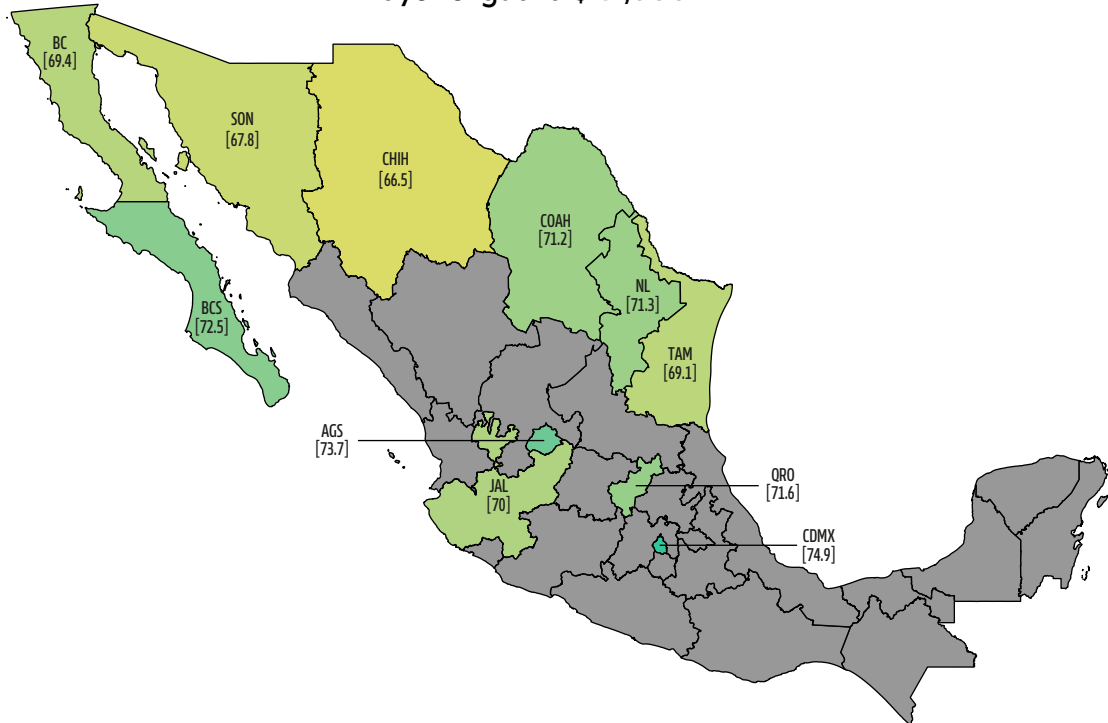 BC
[69.4]
SON
[67.8]
CHIH
[66.5]
COAH
[71.2]
NL
[71.3]
BCS
[72.5]
TAM
[69.1]
AGS
[73.7]
JAL
[70]
QRO
[71.6]
CDMX
[74.9]